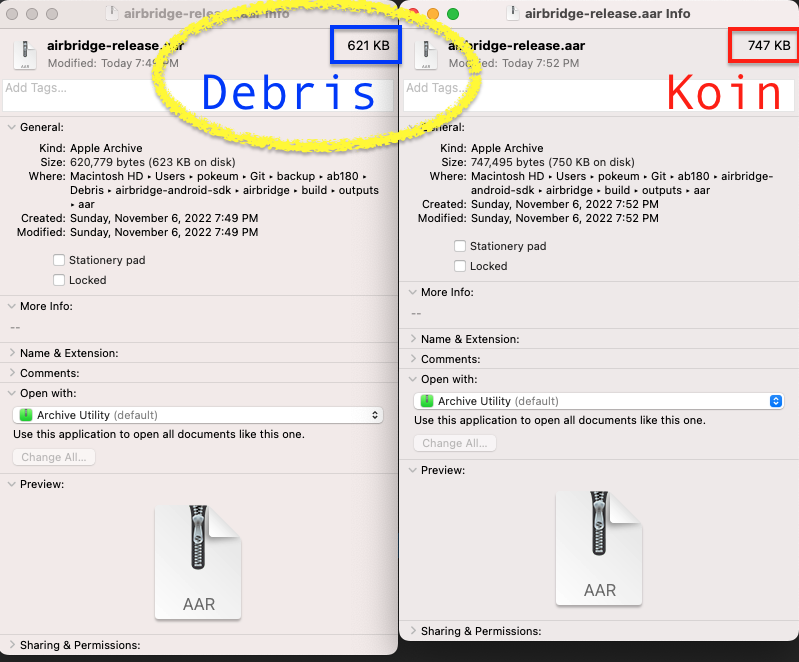 airbridge-release.aar Info
airbridge-release.aar
621 KB
Modified: Today 7:49 PM
Add Tags...
Debris
General:
Kind: Apple Archive
Size: 620,779 bytes (623 KB on disk)
Where: Macintosh HD ▸ Users ▸ pokeum ▸ Git ▸ backup ▸ ab180 ▸
Debris ▸ airbridge-android-sdk ▸ airbridge ▸ build ▸ outputs
▸ aar
Created: Sunday, November 6, 2022 7:49 PM
Modified: Sunday, November 6, 2022 7:49 PM
Stationery pad
Locked
More Info:
--
Name & Extension:
Comments:
Open with:
Archive Utility (default)
Use this application to open all documents like this one.
Change All...
Preview:
AAR
Sharing & Permissions:
airbridge-release.aar Info
airbridge-release.aar
747 KB
Modified: Today 7:52 PM
Add Tags...
Koin
General:
Kind: Apple Archive
Size: 747,495 bytes (750 KB on disk)
Where: Macintosh HD ▸ Users ▸ pokeum ▸ Git ▸ ab180 ▸ airbridge-
android-sdk ▸ airbridge ▸ build ▸ outputs ▸ aar
Created: Sunday, November 6, 2022 7:52 PM
Modified: Sunday, November 6, 2022 7:52 PM
Stationery pad
Locked
More Info:
--
Name & Extension:
Comments:
Open with:
Archive Utility (default)
Use this application to open all documents like this one.
Change All...
Preview:
AAR
Sharing & Permissions: